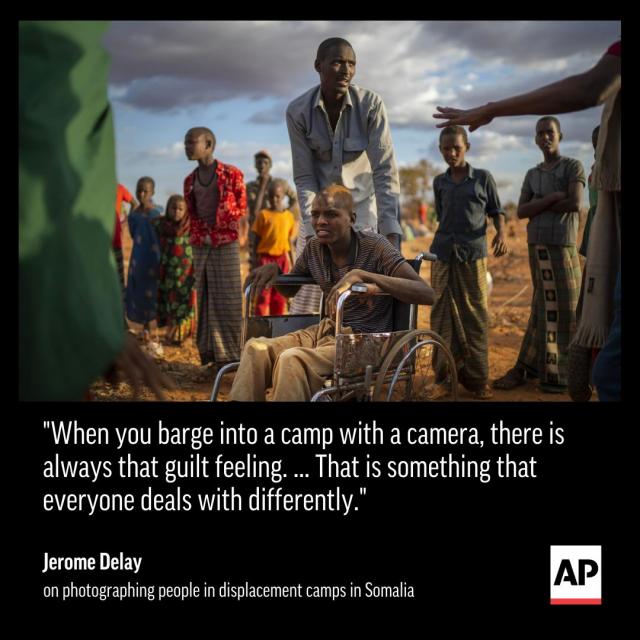 "When you barge into a camp with a camera, there is
always that guilt feeling. ... That is something that
everyone deals with differently."
Jerome Delay
on photographing people in displacement camps in Somalia
AP